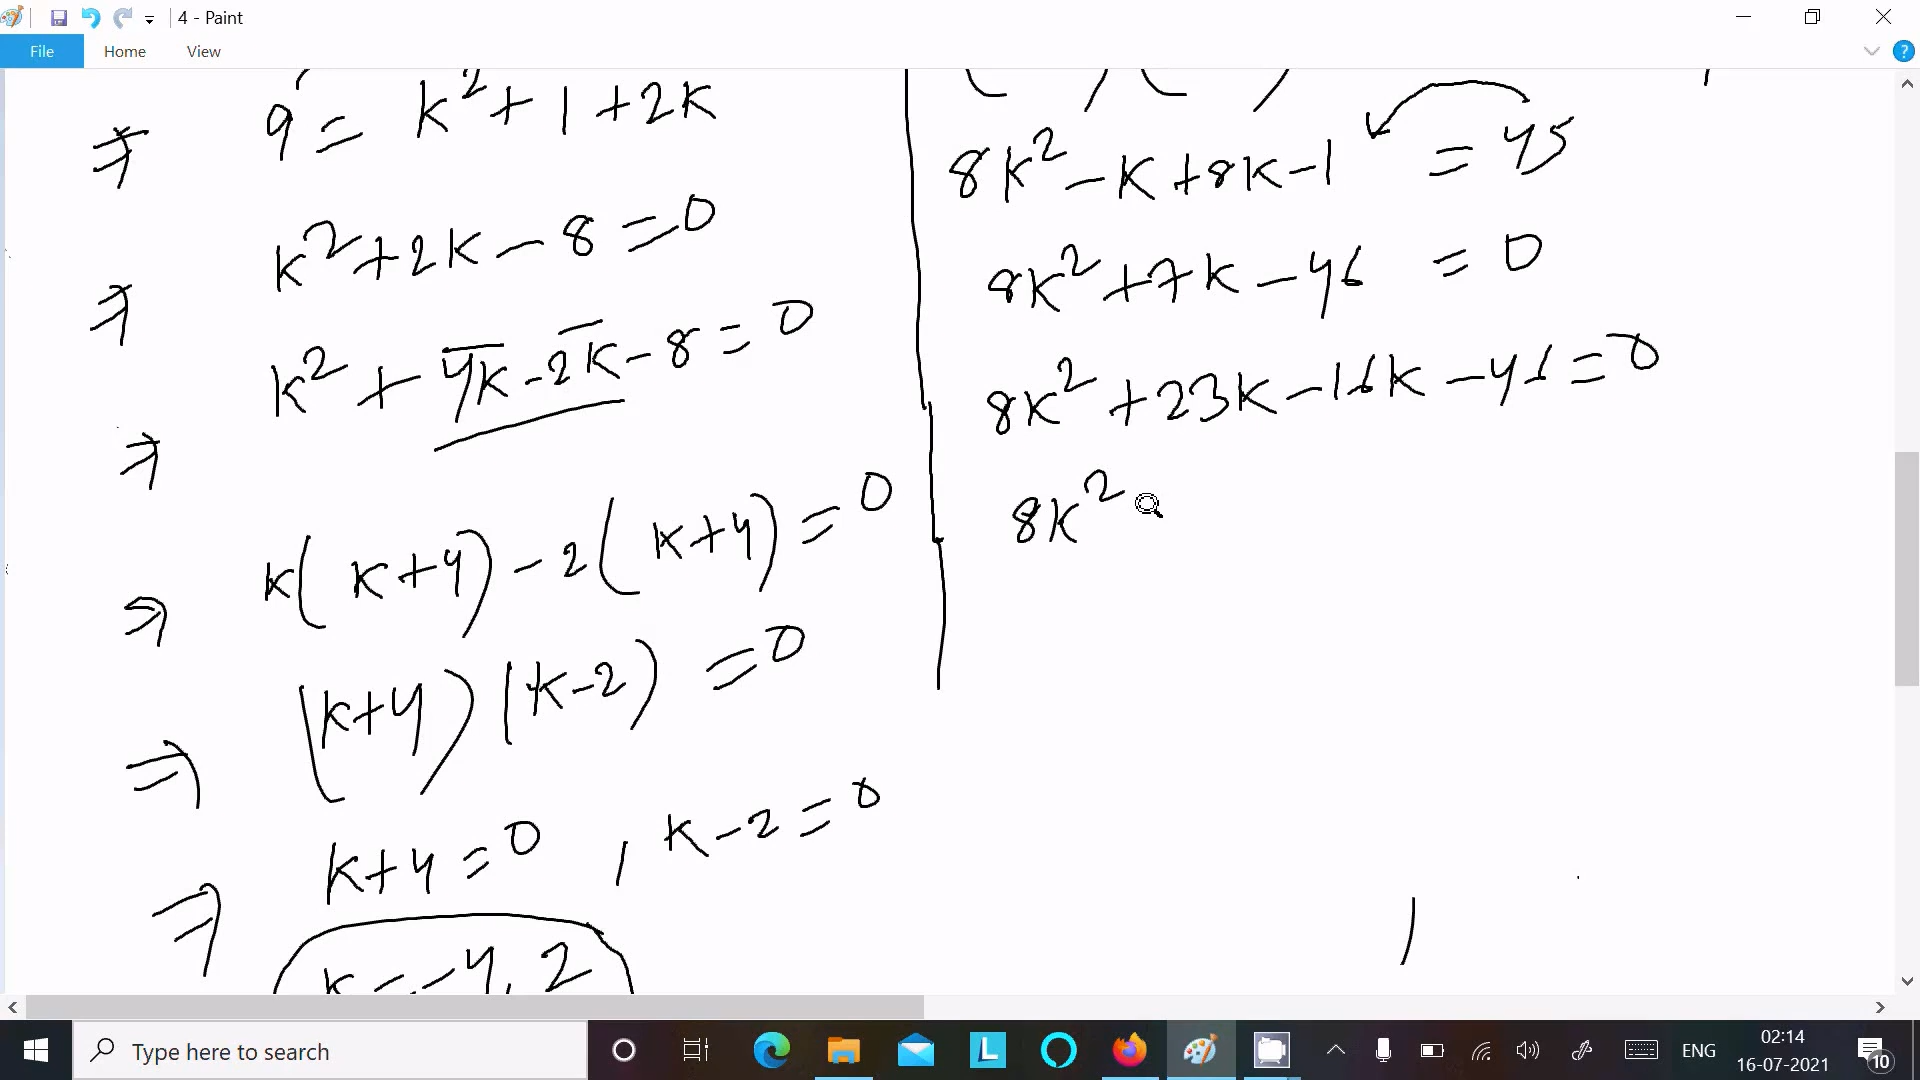 4 - Paint
File Home View
⇒ 9 = k² + 1 + 2k
⇒ k² + 2k - 8 = 0
⇒ k² + 4k - 2k - 8 = 0
⇒ k(k+4) - 2(k+4) = 0
⇒ (k+4)(k-2) = 0
⇒ k+4 = 0, k-2 = 0
k = -4, 2
8k² - k + 8k - 1 = 45
8k² + 7k - 46 = 0
8k² + 23k - 16k - 46 = 0
8k²
Type here to search
ENG
02:14
16-07-2021
10